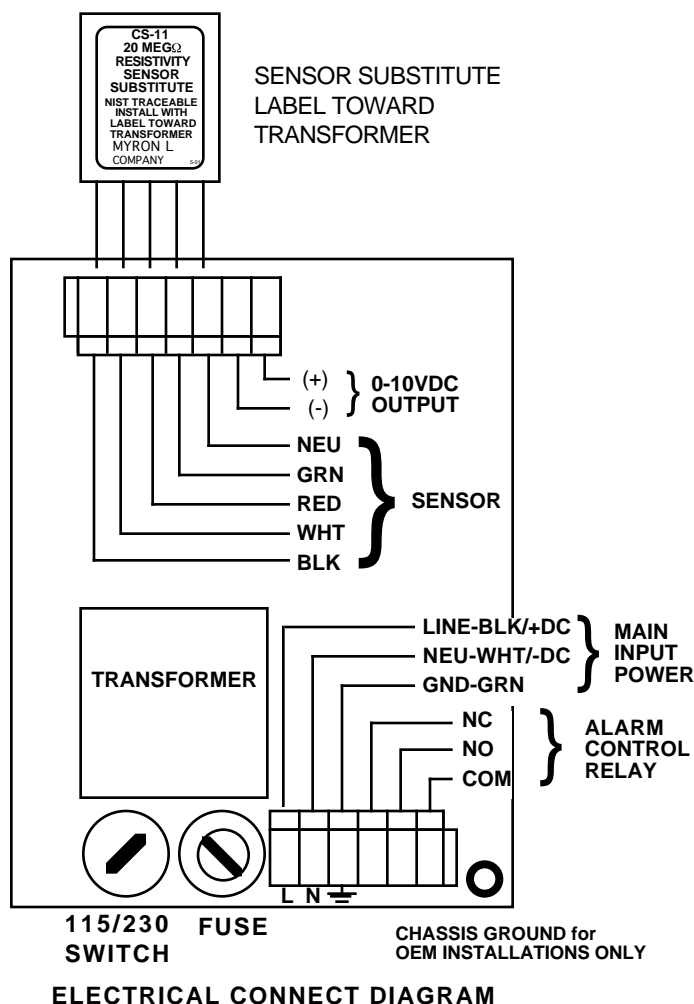 CS-11
20 MEGΩ
RESISTIVITY
SENSOR
SUBSTITUTE
NIST TRACEABLE
INSTALL WITH
LABEL TOWARD
TRANSFORMER
MYRON L
COMPANY
SENSOR SUBSTITUTE
LABEL TOWARD
TRANSFORMER
(+)
(-)
0-10VDC
OUTPUT
NEU
GRN
RED
WHT
BLK
SENSOR
TRANSFORMER
LINE-BLK/+DC
NEU-WHT/-DC
GND-GRN
MAIN
INPUT
POWER
NC
NO
COM
ALARM
CONTROL
RELAY
L N
115/230
SWITCH
FUSE
CHASSIS GROUND for
OEM INSTALLATIONS ONLY
ELECTRICAL CONNECT DIAGRAM